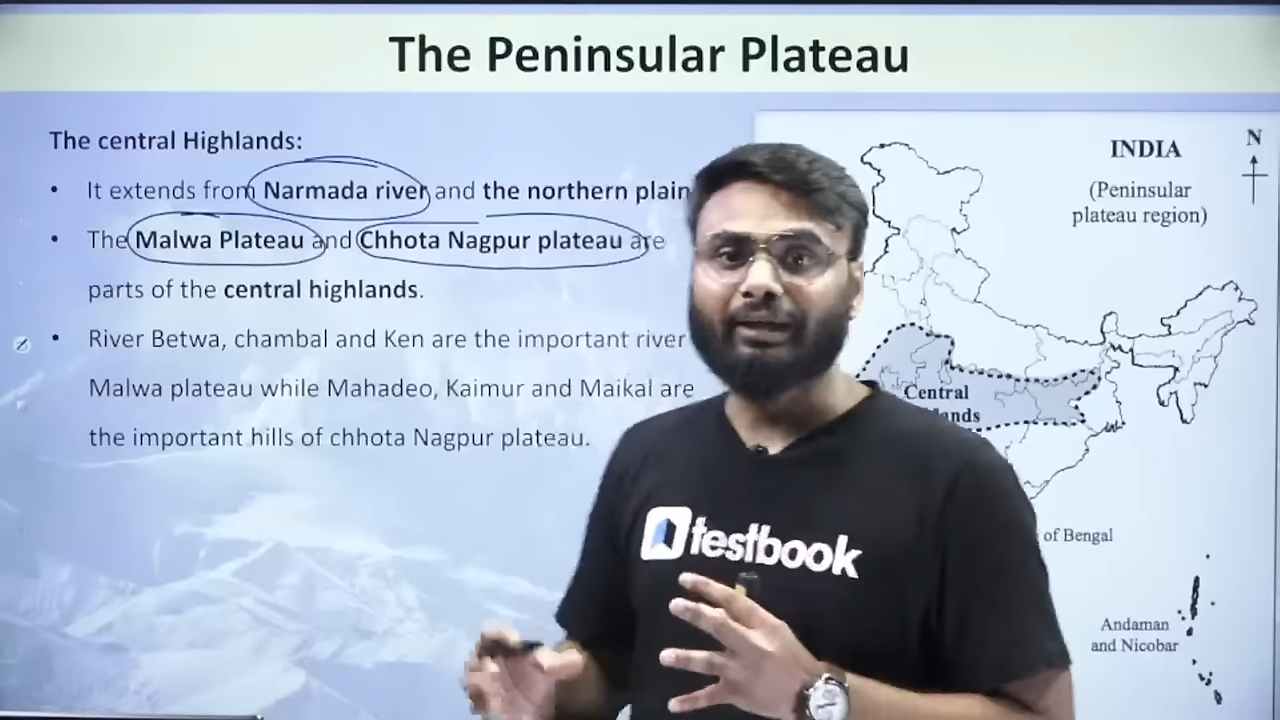 The Peninsular Plateau
The central Highlands:
• It extends from Narmada river and the northern plain
• The Malwa Plateau and Chhota Nagpur plateau are
parts of the central highlands.
• River Betwa, chambal and Ken are the important river
Malwa plateau while Mahadeo, Kaimur and Maikal are
the important hills of chhota Nagpur plateau.
INDIA
N
(Peninsular
plateau region)
Central
ands
of Bengal
Andaman
and Nicobar
testbook